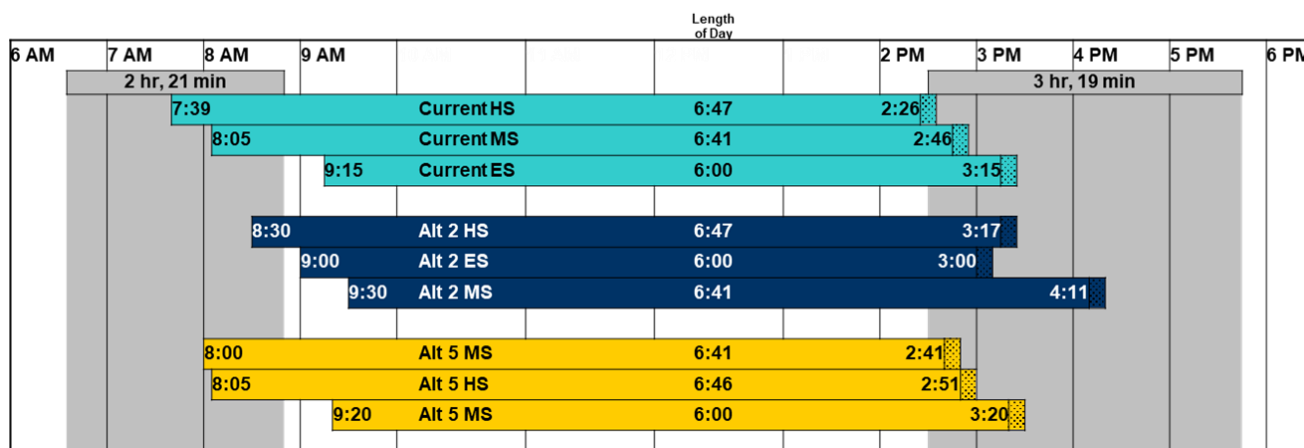 Length
of Day
6 AM 7 AM 8 AM 9 AM 2 PM 3 PM 4 PM 5 PM 6 PM
2 hr, 21 min 3 hr, 19 min
7:39 Current HS 6:47 2:26
8:05 Current MS 6:41 2:46
9:15 Current ES 6:00 3:15
8:30 Alt 2 HS 6:47 3:17
9:00 Alt 2 ES 6:00 3:00
9:30 Alt 2 MS 6:41 4:11
8:00 Alt 5 MS 6:41 2:41
8:05 Alt 5 HS 6:46 2:51
9:20 Alt 5 MS 6:00 3:20